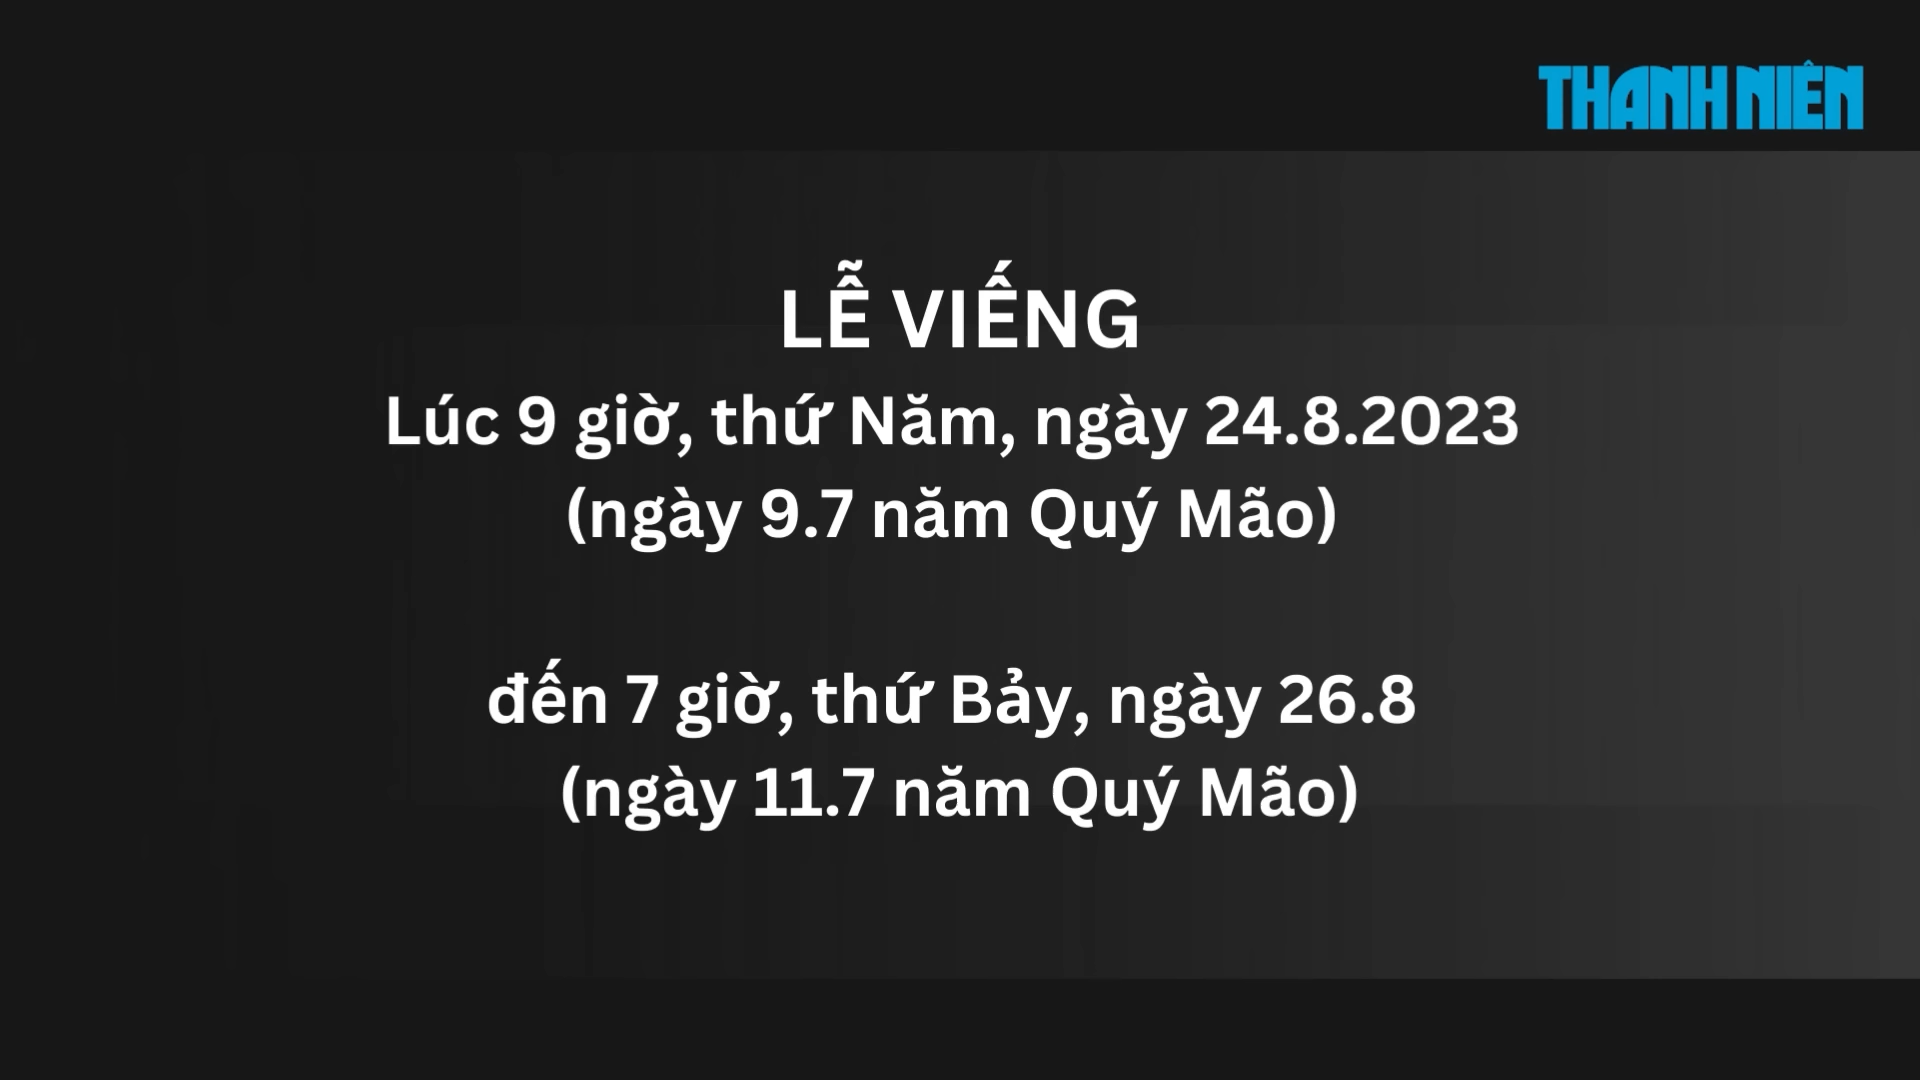 THANH NIÊN
LỄ VIẾNG
Lúc 9 giờ, thứ Năm, ngày 24.8.2023
(ngày 9.7 năm Quý Mão)
đến 7 giờ, thứ Bảy, ngày 26.8
(ngày 11.7 năm Quý Mão)